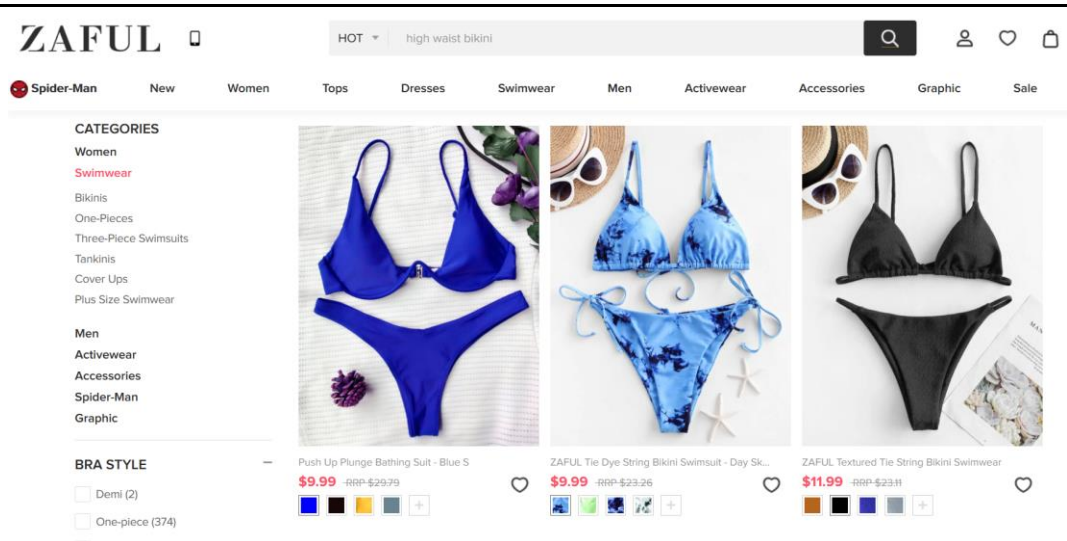 ZAFUL
HOT high waist bikini
Spider-Man New Women Tops Dresses Swimwear Men Activewear Accessories Graphic Sale
CATEGORIES
Women
Swimwear
Bikinis
One-Pieces
Three-Piece Swimsuits
Tankinis
Cover Ups
Plus Size Swimwear
Men
Activewear
Accessories
Spider-Man
Graphic
BRA STYLE
Demi (2)
One-piece (374)
Push Up Plunge Bathing Suit - Blue S
$9.99 RRP $29.79
ZAFUL Tie Dye String Bikini Swimsuit - Day Sk...
$9.99 RRP $23.26
ZAFUL Textured Tie String Bikini Swimwear
$11.99 RRP $23.11